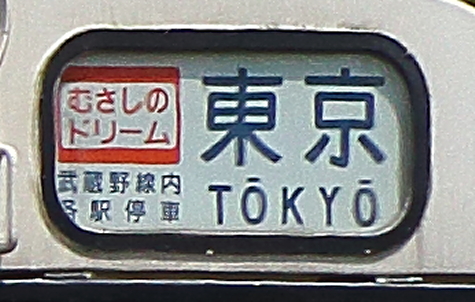 むさしの
ドリーム
武蔵野線内
各駅停車
東京
TŌKYŌ